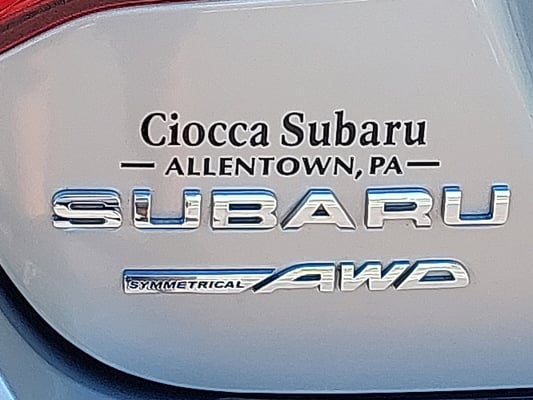 Ciocca Subaru
— ALLENTOWN, PA —
SUBARU
SYMMETRICAL AWD